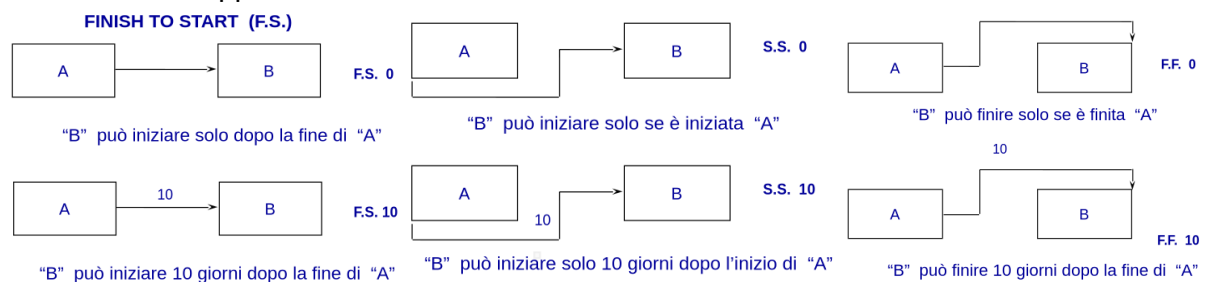 FINISH TO START (F.S.)
A
B
F.S. 0
“B” può iniziare solo dopo la fine di “A”
A
10
B
F.S. 10
“B” può iniziare 10 giorni dopo la fine di “A”
A
B
S.S. 0
“B” può iniziare solo se è iniziata “A”
A
10
B
S.S. 10
“B” può iniziare solo 10 giorni dopo l’inizio di “A”
A
B
F.F. 0
“B” può finire solo se è finita “A”
10
A
B
F.F. 10
“B” può finire 10 giorni dopo la fine di “A”